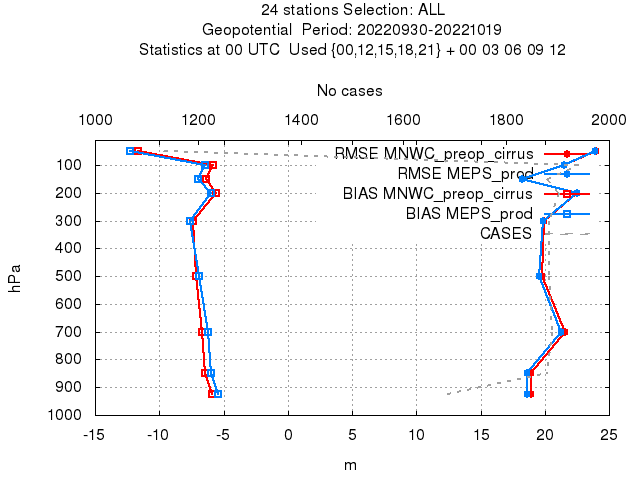 24 stations Selection: ALL
Geopotential  Period: 20220930-20221019
Statistics at 00 UTC  Used {00,12,15,18,21} + 00 03 06 09 12
No cases
1000 1200 1400 1600 1800 2000
RMSE MNWC_preop_cirrus
RMSE MEPS_prod
BIAS MNWC_preop_cirrus
BIAS MEPS_prod
CASES
hPa
100
200
300
400
500
600
700
800
900
1000
-15 -10 -5 0 5 10 15 20 25
m